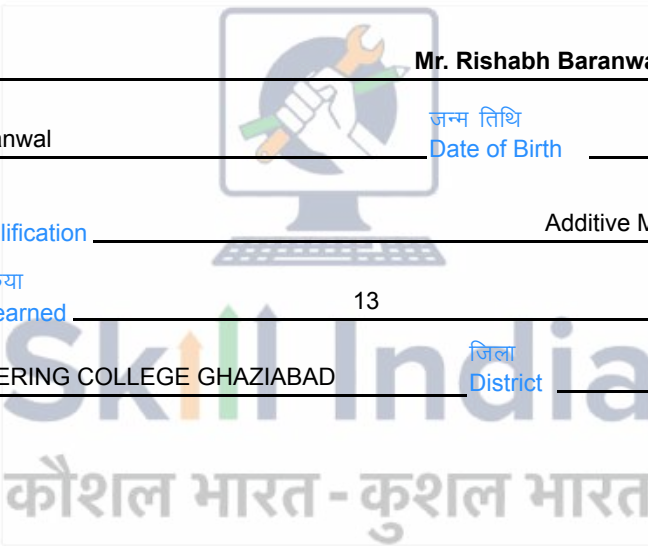 Mr. Rishabh Baranwa
anwal
जन्म तिथि
Date of Birth
lification
Additive M
earned
13
ERING COLLEGE GHAZIABAD
जिला
District
Skill India
कौशल भारत - कुशल भारत